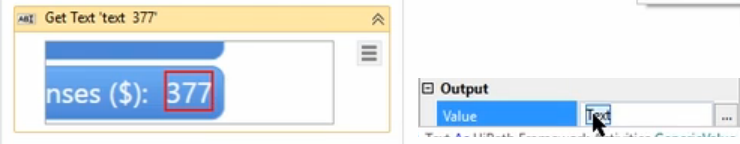 Get Text 'text 377'
nses ($): 377
Output
Value
Text
...